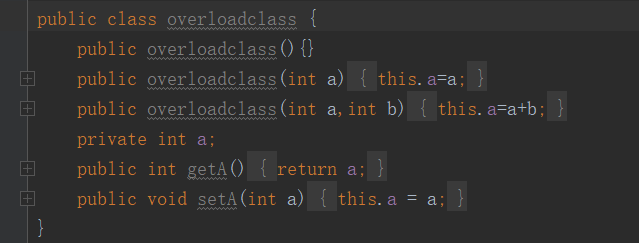 public class overloadclass {
public overloadclass(){}
public overloadclass(int a) { this.a=a; }
public overloadclass(int a,int b) { this.a=a+b; }
private int a;
public int getA() { return a; }
public void setA(int a) { this.a = a; }
}